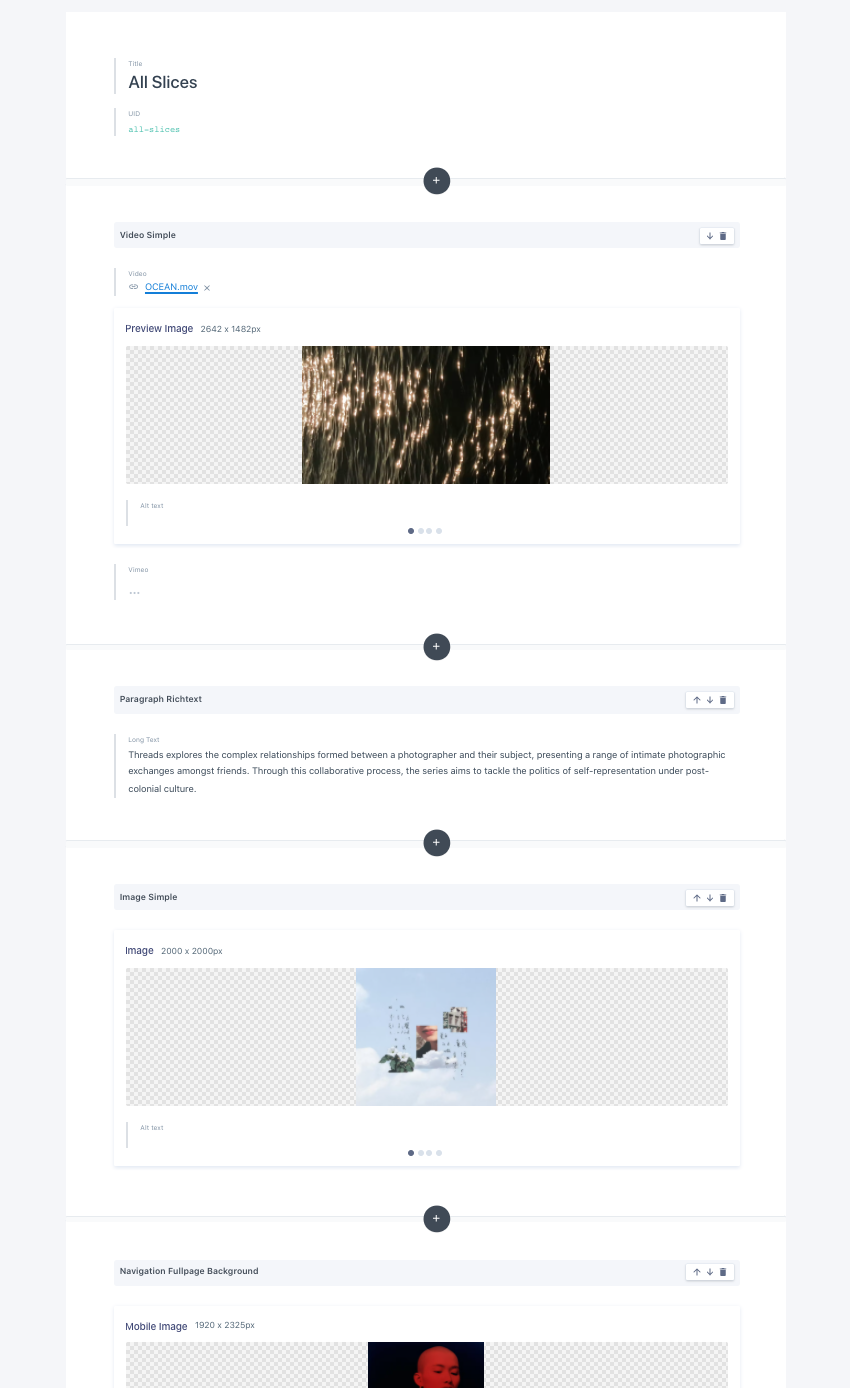 Title
All Slices
UID
all-slices
+
Video Simple
Video
OCEAN.mov ×
Preview Image 2642 x 1482px
Alt text
Vimeo
...
+
Paragraph Richtext
Long Text
Threads explores the complex relationships formed between a photographer and their subject, presenting a range of intimate photographic
exchanges amongst friends. Through this collaborative process, the series aims to tackle the politics of self-representation under post-
colonial culture.
+
Image Simple
Image 2000 x 2000px
Alt text
+
Navigation Fullpage Background
Mobile Image 1920 x 2325px